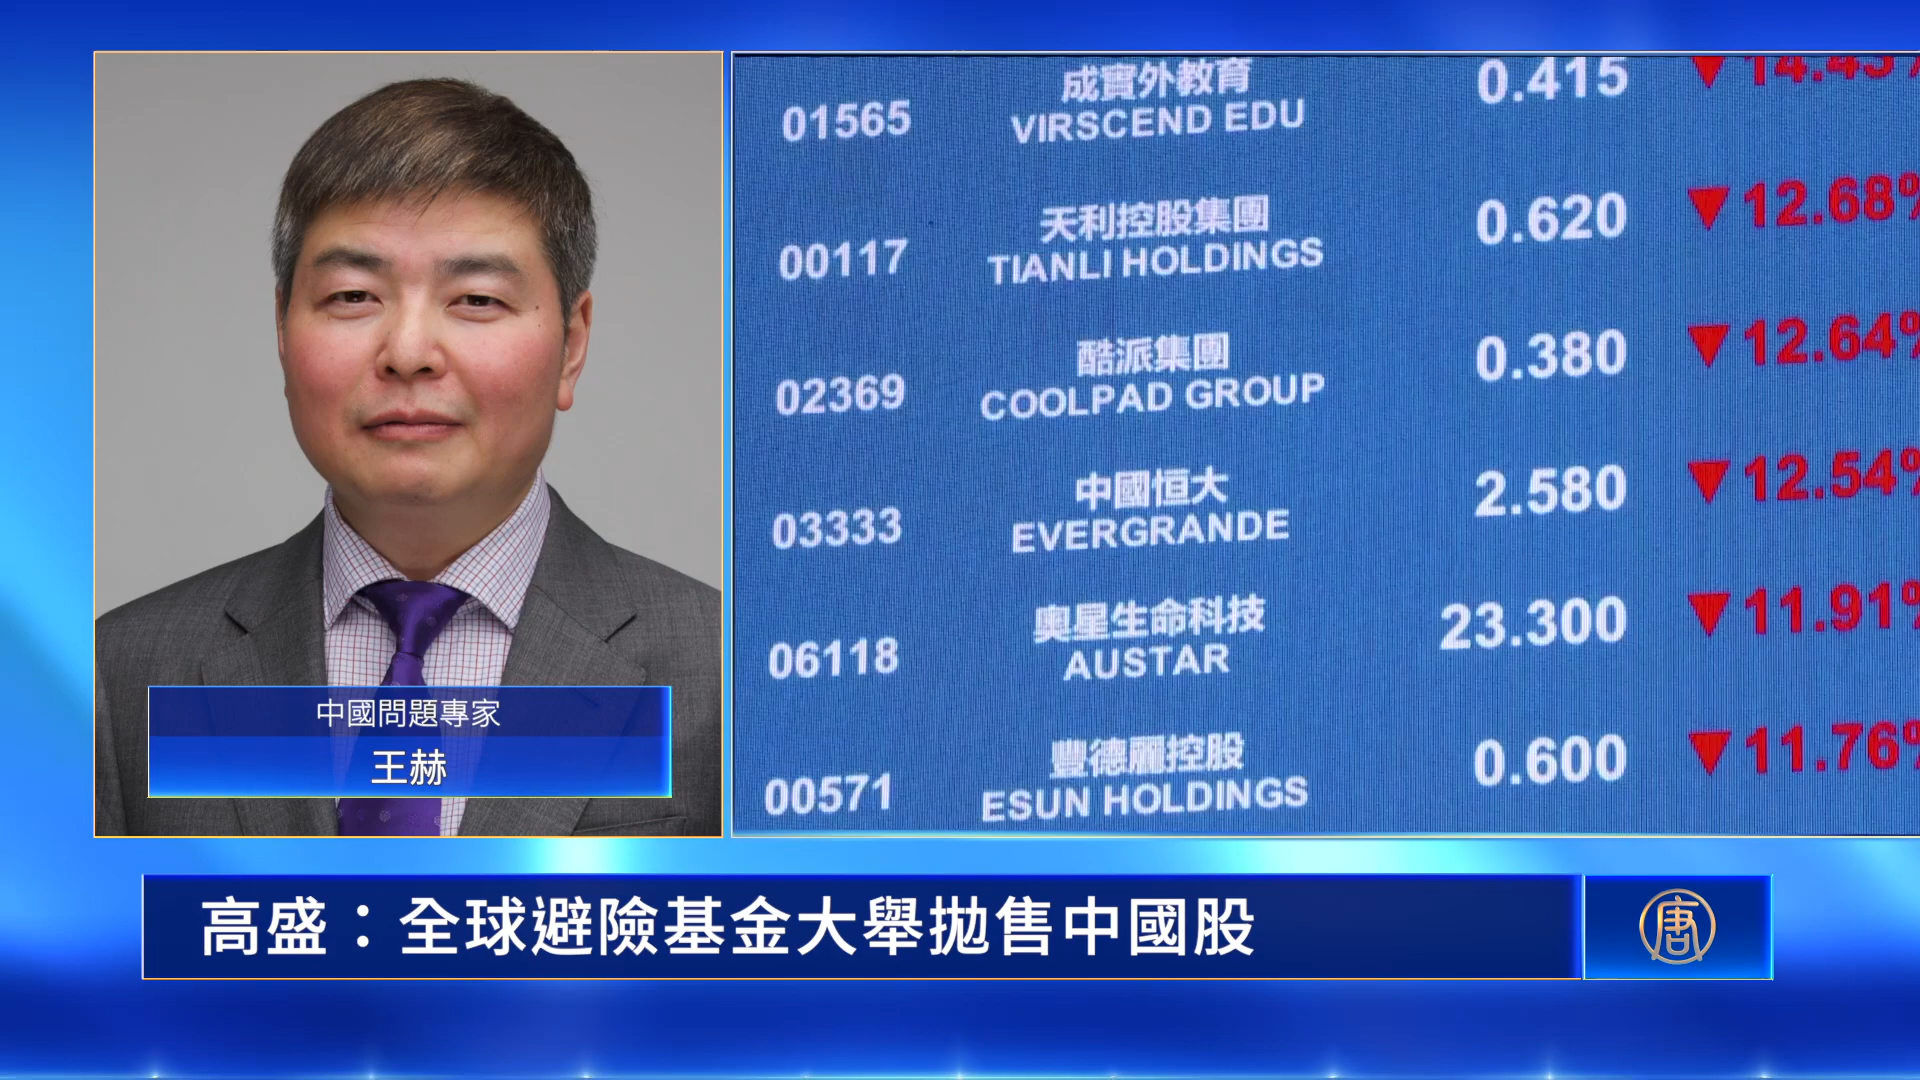 01565
成實外教育
VIRSCEND EDU
0.415
▼14.43%
00117
天利控股集團
TIANLI HOLDINGS
0.620
▼12.68%
02369
酷派集團
COOLPAD GROUP
0.380
▼12.64%
03333
中國恒大
EVERGRANDE
2.580
▼12.54%
06118
奧星生命科技
AUSTAR
23.300
▼11.91%
00571
豐德麗控股
ESUN HOLDINGS
0.600
▼11.76%
中國問題專家
王赫
高盛：全球避險基金大舉拋售中國股
唐